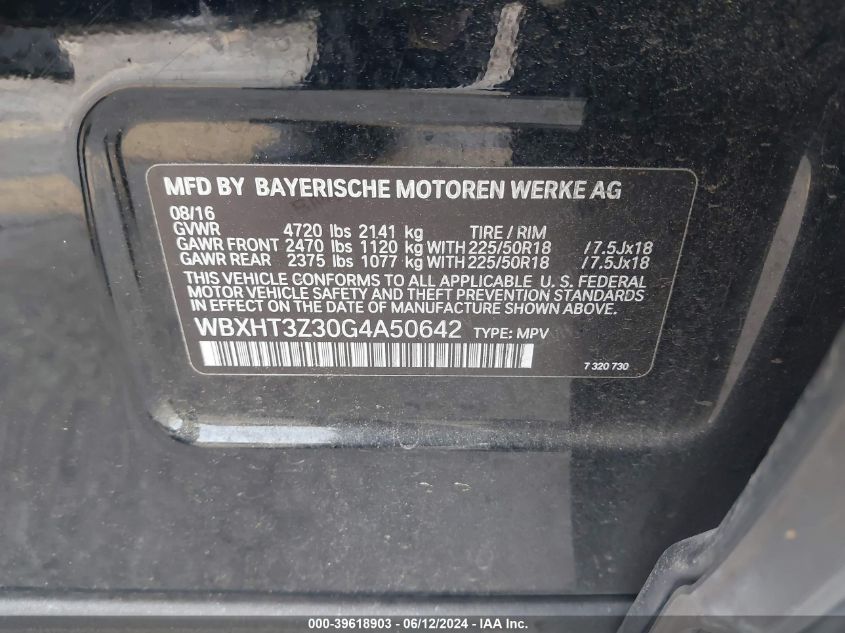 MFD BY BAYERISCHE MOTOREN WERKE AG
08/16
GVWR 4720 lbs 2141 kg TIRE / RIM
GAWR FRONT 2470 lbs 1120 kg WITH 225/50R18 /7.5Jx18
GAWR REAR 2375 lbs 1077 kg WITH 225/50R18 /7.5Jx18
THIS VEHICLE CONFORMS TO ALL APPLICABLE U. S. FEDERAL
MOTOR VEHICLE SAFETY AND THEFT PREVENTION STANDARDS
IN EFFECT ON THE DATE OF MANUFACTURE SHOWN ABOVE.
WBXHT3Z30G4A50642 TYPE: MPV
7 320 730
000-39618903 - 06/12/2024 - IAA Inc.